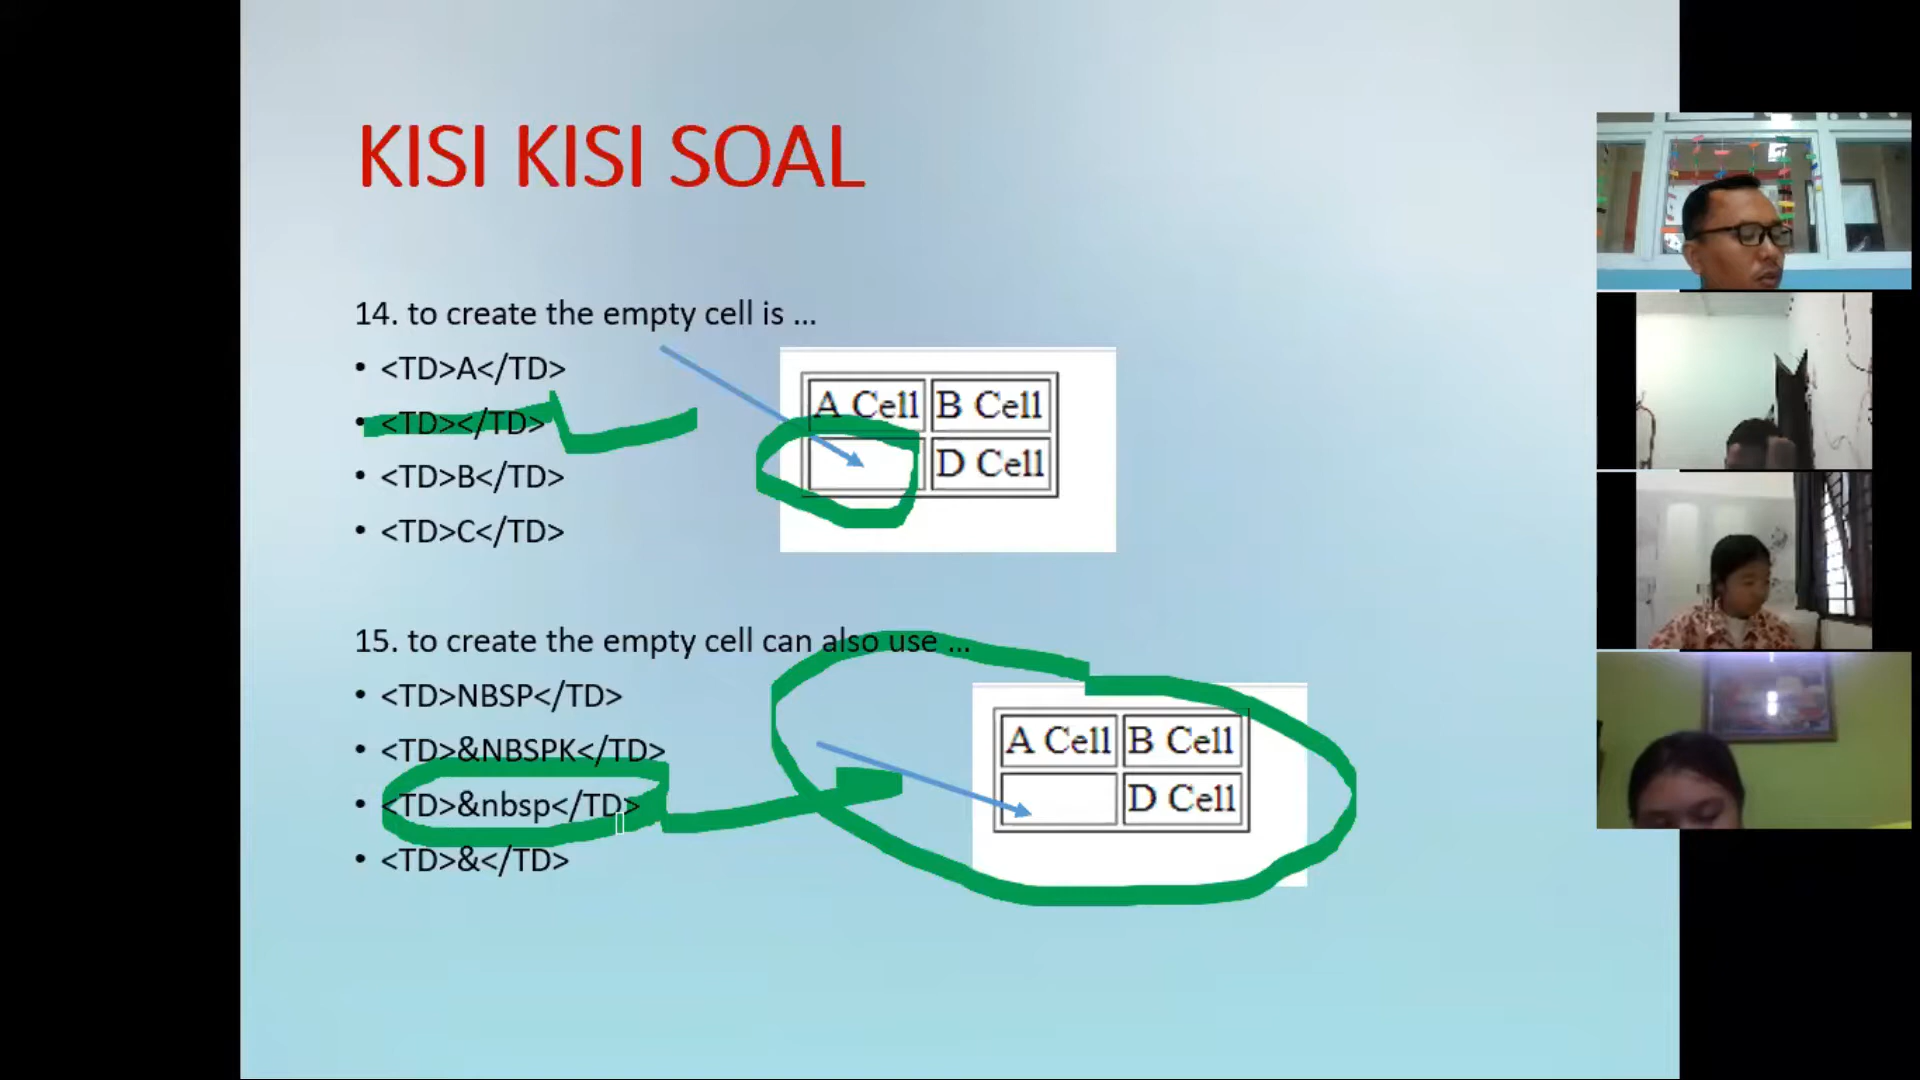 KISI KISI SOAL
14. to create the empty cell is ...
• <TD>A</TD>
• <TD></TD>
• <TD>B</TD>
• <TD>C</TD>
A Cell B Cell
D Cell
15. to create the empty cell can also use ...
• <TD>NBSP</TD>
• <TD>&NBSPK</TD>
• <TD>&nbsp</TD>
• <TD>&</TD>
A Cell B Cell
D Cell